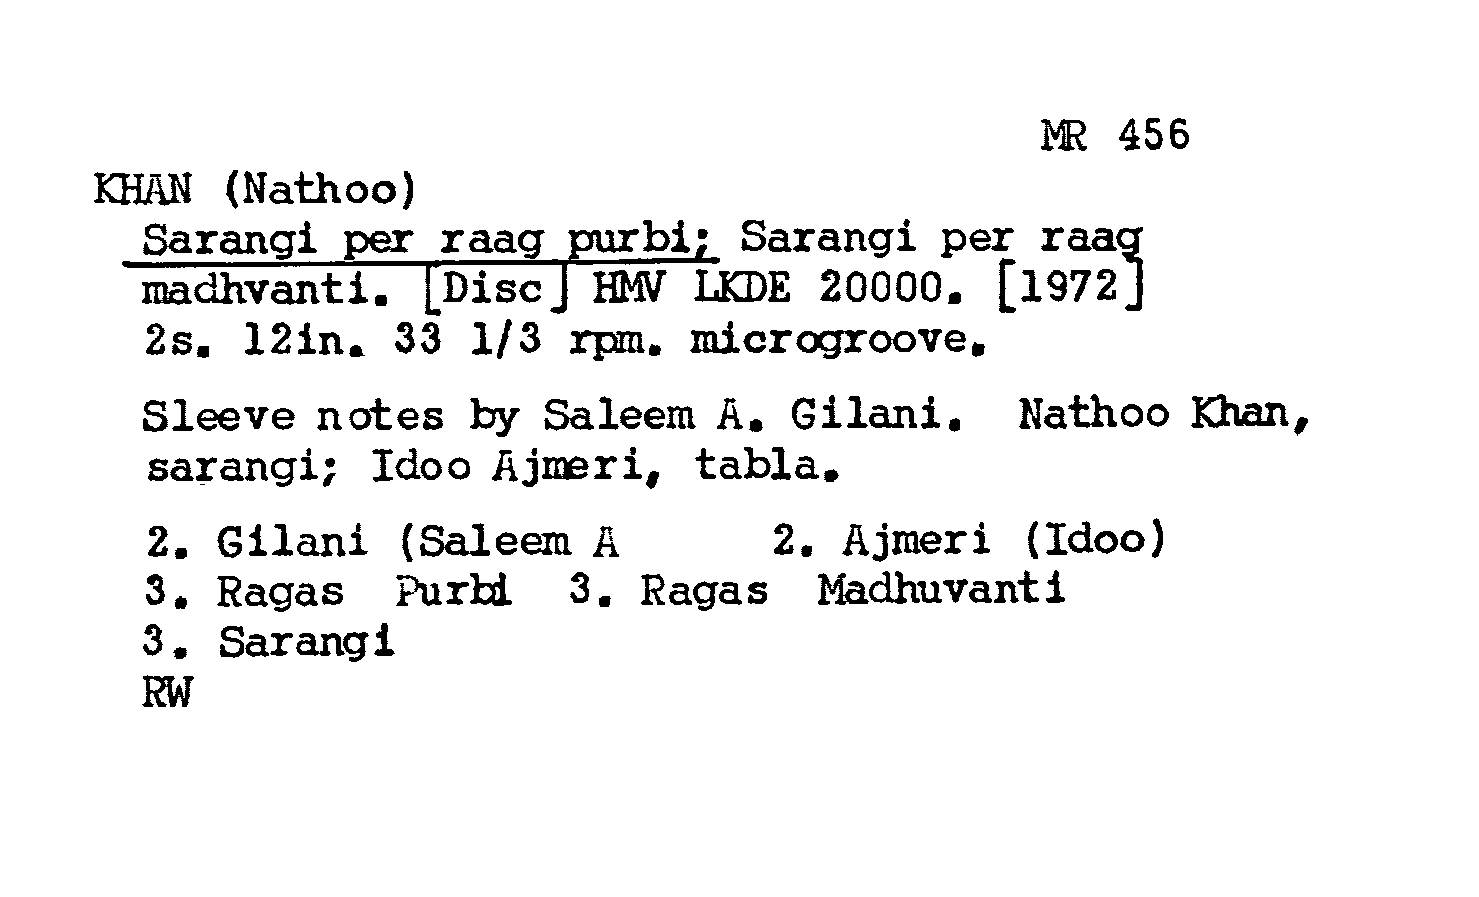 MR 456
KHAN (Nathoo)
Sarangi per raag purbi; Sarangi per raag
madhvanti. [Disc] HMV LKDE 20000. [1972]
2s. 12in. 33 1/3 rpm. microgroove.
Sleeve notes by Saleem A. Gilani. Nathoo Khan,
sarangi; Idoo Ajmeri, tabla.
2. Gilani (Saleem A 2. Ajmeri (Idoo)
3. Ragas Purbi 3. Ragas Madhuvanti
3. Sarangi
RW